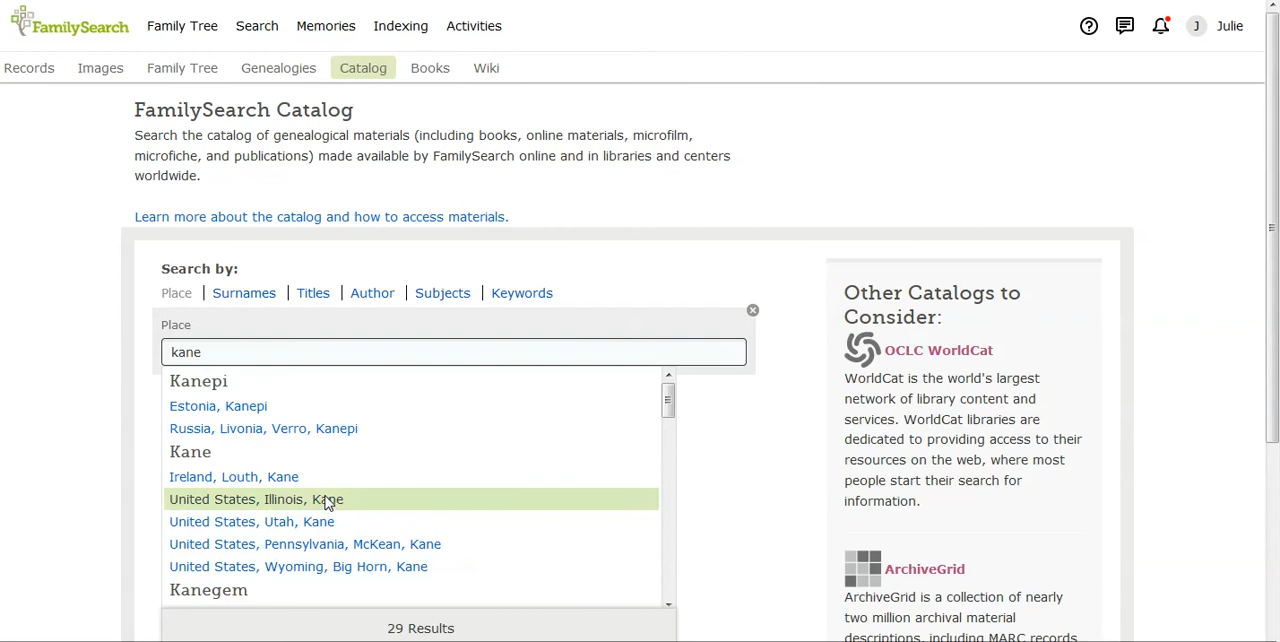 FamilySearch Family Tree Search Memories Indexing Activities J Julie
Records Images Family Tree Genealogies Catalog Books Wiki
FamilySearch Catalog
Search the catalog of genealogical materials (including books, online materials, microfilm,
microfiche, and publications) made available by FamilySearch online and in libraries and centers
worldwide.
Learn more about the catalog and how to access materials.
Search by:
Place | Surnames | Titles | Author | Subjects | Keywords
Place
kane
Kanepi
Estonia, Kanepi
Russia, Livonia, Verro, Kanepi
Kane
Ireland, Louth, Kane
United States, Illinois, Kane
United States, Utah, Kane
United States, Pennsylvania, McKean, Kane
United States, Wyoming, Big Horn, Kane
Kanegem
29 Results
Other Catalogs to
Consider:
OCLC WorldCat
WorldCat is the world's largest
network of library content and
services. WorldCat libraries are
dedicated to providing access to their
resources on the web, where most
people start their search for
information.
ArchiveGrid
ArchiveGrid is a collection of nearly
two million archival material
descriptions, including MARC records